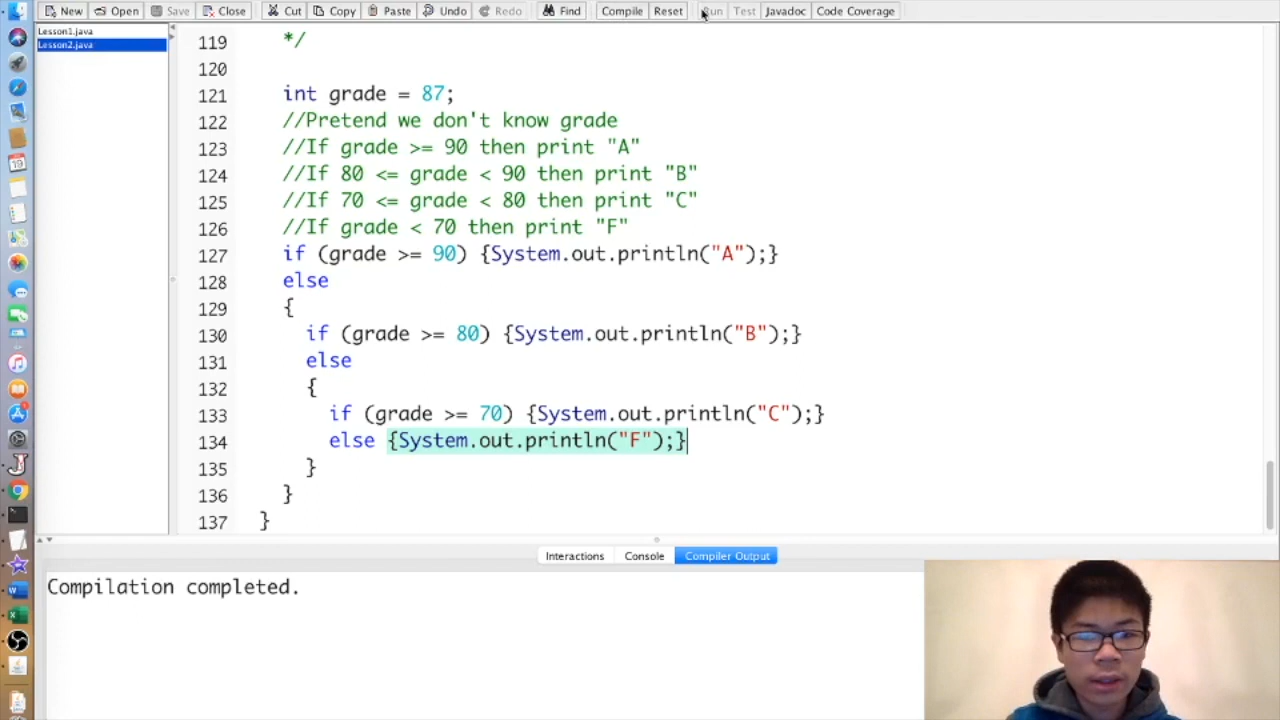 New Open Save Close Cut Copy Paste Undo Redo Find Compile Reset Run Test Javadoc Code Coverage
Lesson1.java
Lesson2.java
119 */
120
121 int grade = 87;
122 //Pretend we don't know grade
123 //If grade >= 90 then print "A"
124 //If 80 <= grade < 90 then print "B"
125 //If 70 <= grade < 80 then print "C"
126 //If grade < 70 then print "F"
127 if (grade >= 90) {System.out.println("A");}
128 else
129 {
130 if (grade >= 80) {System.out.println("B");}
131 else
132 {
133 if (grade >= 70) {System.out.println("C");}
134 else {System.out.println("F");}
135 }
136 }
137 }
Interactions Console Compiler Output
Compilation completed.